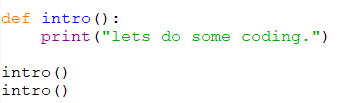 def intro():
    print("lets do some coding.")
intro()
intro()